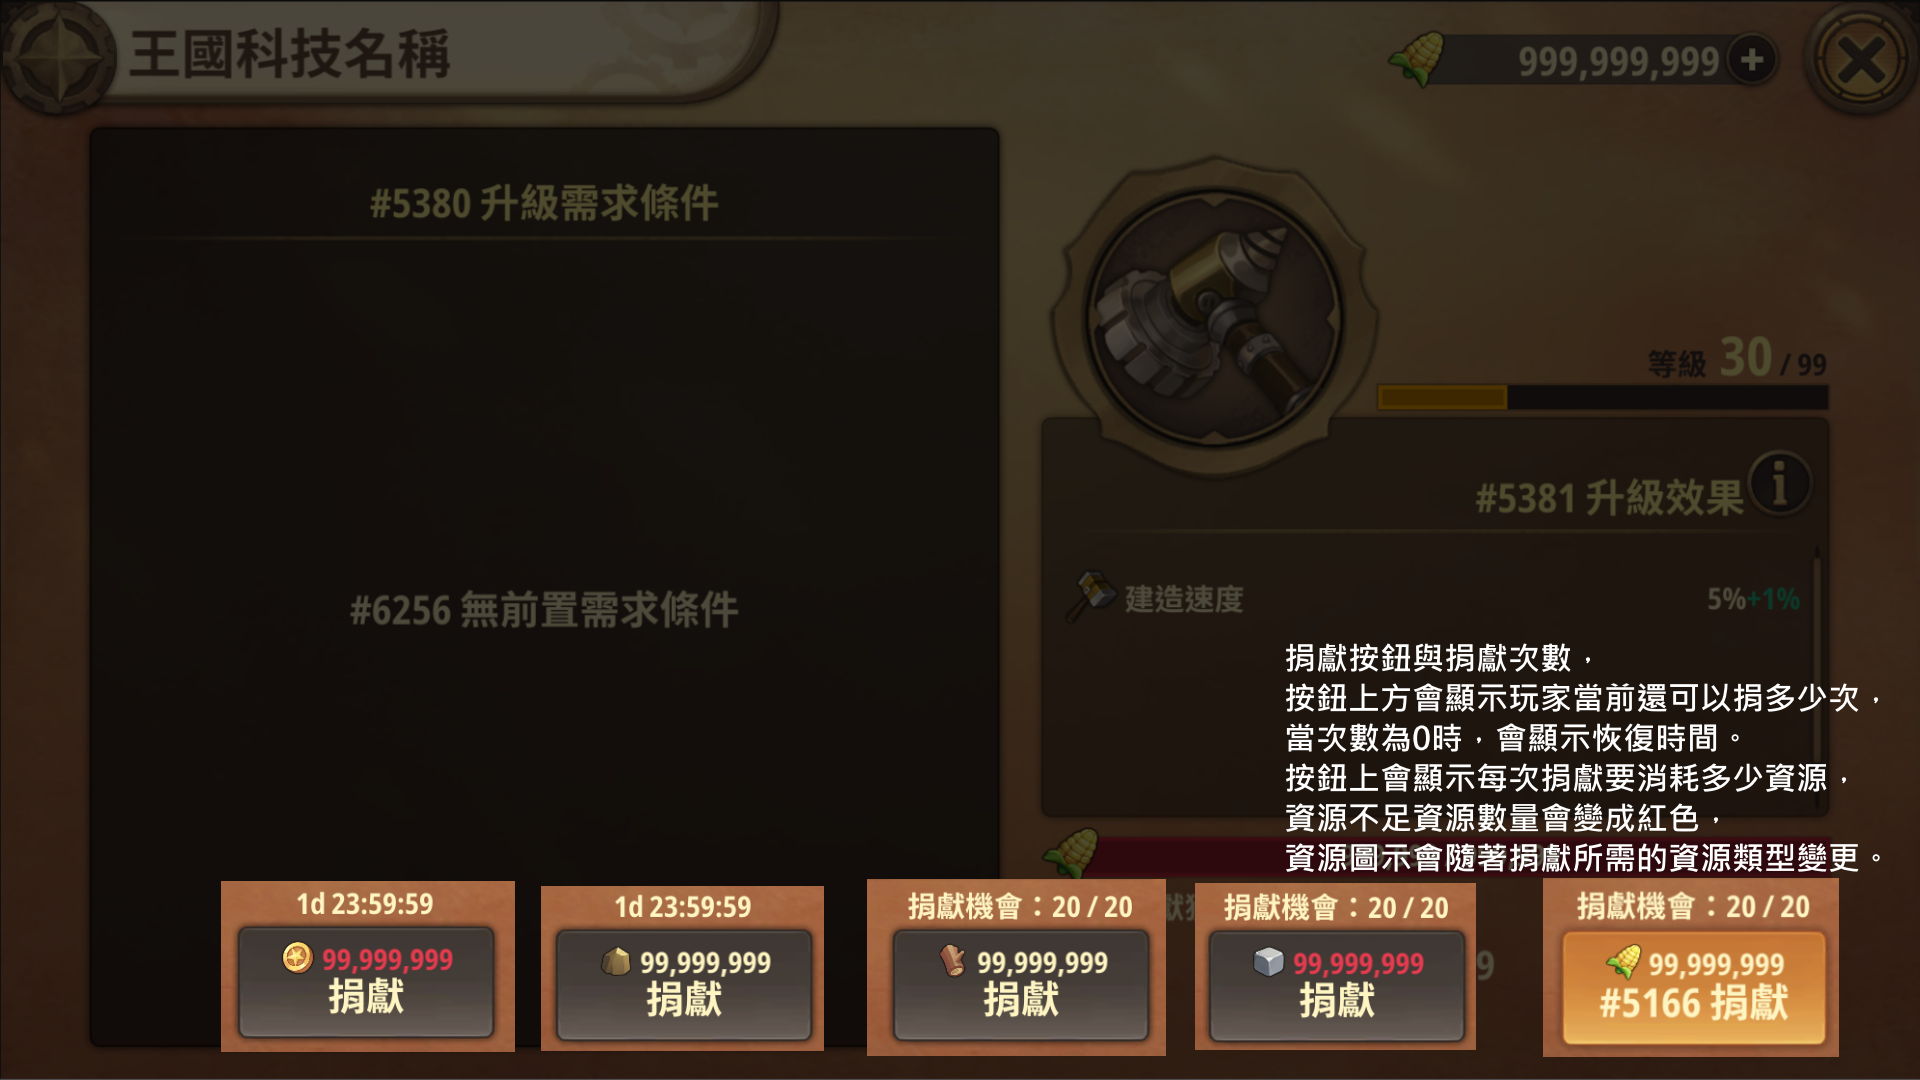 王國科技名稱
999,999,999
#5380 升級需求條件
#6256 無前置需求條件
等級 30 / 99
#5381 升級效果
建造速度 5%+1%
捐獻按鈕與捐獻次數，
按鈕上方會顯示玩家當前還可以捐多少次，
當次數為0時，會顯示恢復時間。
按鈕上會顯示每次捐獻要消耗多少資源，
資源不足資源數量會變成紅色，
資源圖示會隨著捐獻所需的資源類型變更。
1d 23:59:59
99,999,999
捐獻
1d 23:59:59
99,999,999
捐獻
捐獻機會：20 / 20
99,999,999
捐獻
捐獻機會：20 / 20
99,999,999
捐獻
捐獻機會：20 / 20
99,999,999
#5166 捐獻